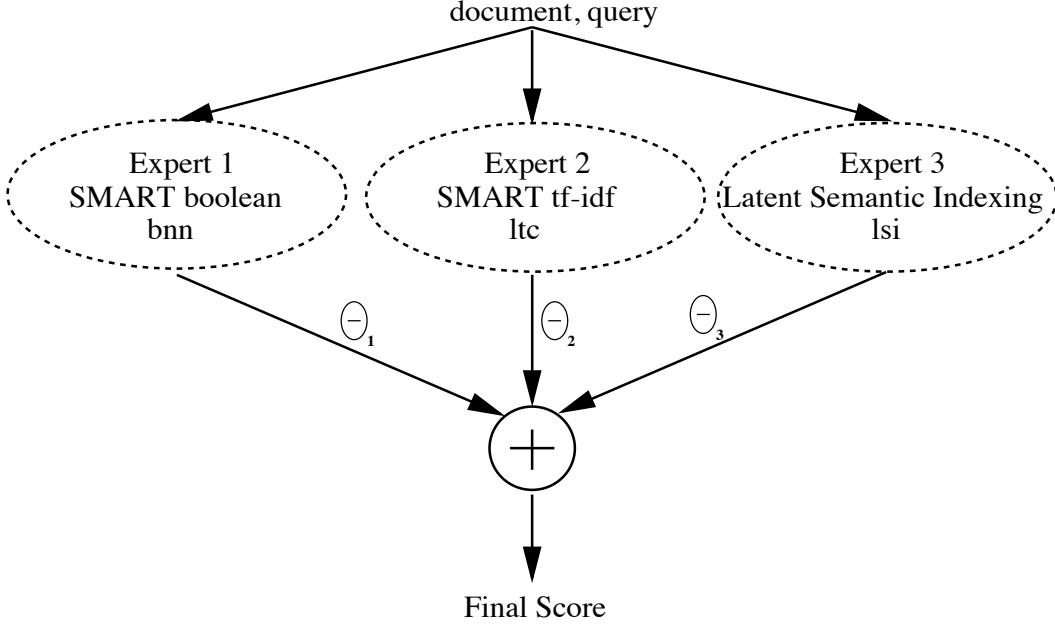 document, query
Expert 1
SMART boolean
bnn
Expert 2
SMART tf-idf
ltc
Expert 3
Latent Semantic Indexing
lsi
Θ₁
Θ₂
Θ₃
+
Final Score